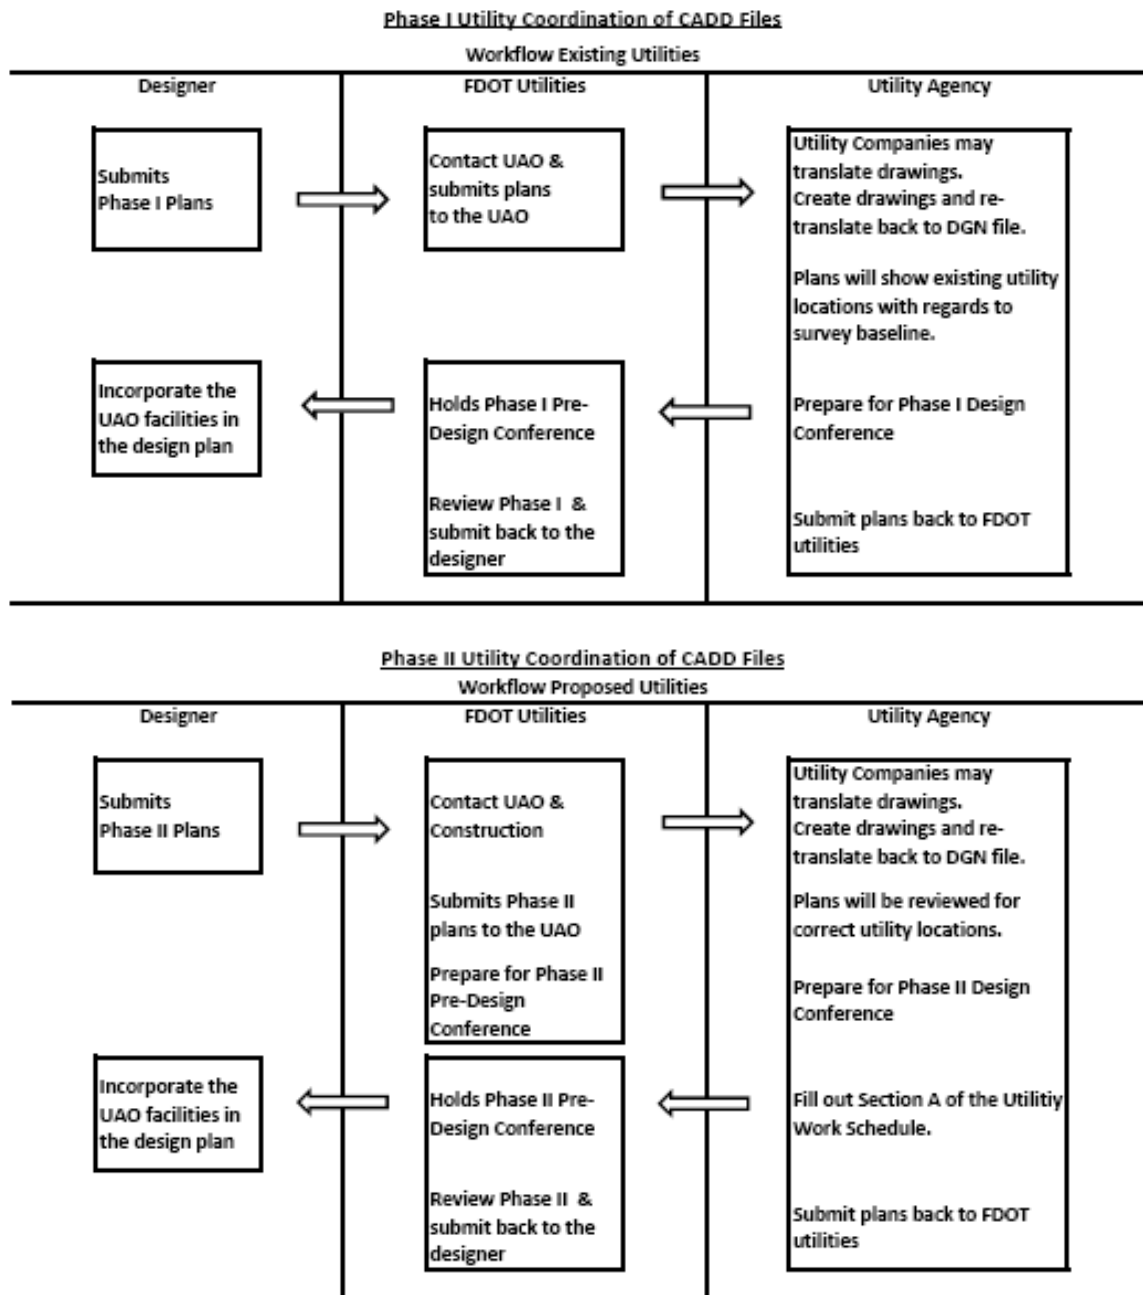 Phase I Utility Coordination of CADD Files
Workflow Existing Utilities
Designer
FDOT Utilities
Utility Agency
Submits
Phase I Plans
Contact UAO &
submits plans
to the UAO
Utility Companies may
translate drawings.
Create drawings and re-
translate back to DGN file.
Plans will show existing utility
locations with regards to
survey baseline.
Incorporate the
UAO facilities in
the design plan
Holds Phase I Pre-
Design Conference
Review Phase I &
submit back to the
designer
Prepare for Phase I Design
Conference
Submit plans back to FDOT
utilities
Phase II Utility Coordination of CADD Files
Workflow Proposed Utilities
Designer
FDOT Utilities
Utility Agency
Submits
Phase II Plans
Contact UAO &
Construction
Submits Phase II
plans to the UAO
Prepare for Phase II
Pre-Design
Conference
Utility Companies may
translate drawings.
Create drawings and re-
translate back to DGN file.
Plans will be reviewed for
correct utility locations.
Prepare for Phase II Design
Conference
Incorporate the
UAO facilities in
the design plan
Holds Phase II Pre-
Design Conference
Review Phase II &
submit back to the
designer
Fill out Section A of the Utilitiy
Work Schedule.
Submit plans back to FDOT
utilities